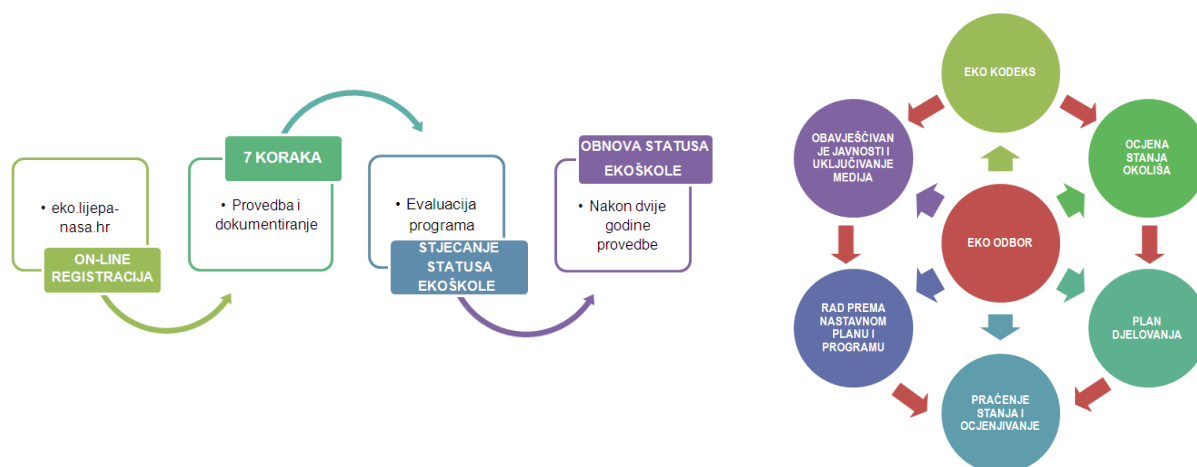 • eko.lijepa-
nasa.hr
ON-LINE
REGISTRACIJA
7 KORAKA
• Provedba i
dokumentiranje
• Evaluacija
programa
STJECANJE
STATUSA
EKOŠKOLE
OBNOVA STATUSA
EKOŠKOLE
• Nakon dvije
godine
provedbe
EKO KODEKS
OCJENA
STANJA
OKOLIŠA
PLAN
DJELOVANJA
PRAČENJE
STANJA I
OCJENJIVANJE
RAD PREMA
NASTAVNOM
PLANU I
PROGRAMU
OBAVJEŠČIVAN
JE JAVNOSTI I
UKLJUČIVANJE
MEDIJA
EKO ODBOR